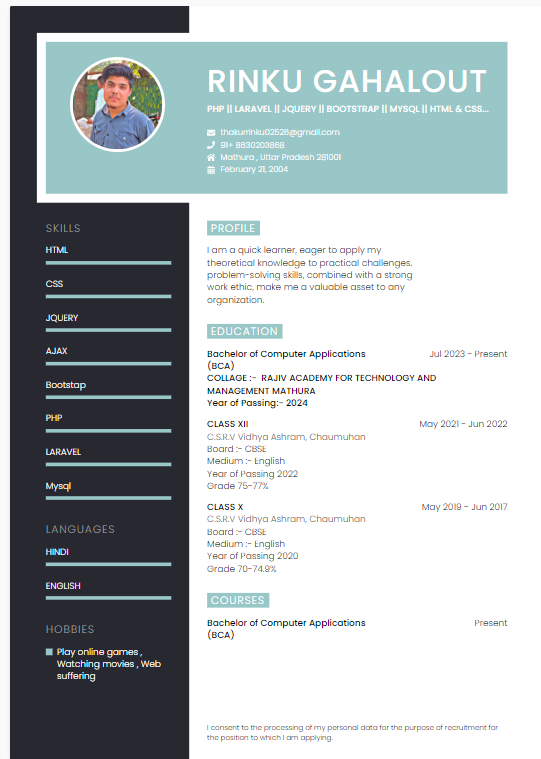 RINKU GAHALOUT
PHP || LARAVEL || JQUERY || BOOTSTRAP || MYSQL || HTML & CSS...
thakurrinku02526@gmail.com
91+ 8630203868
Mathura , Uttar Pradesh 281001
February 21, 2004
SKILLS
HTML
CSS
JQUERY
AJAX
Bootstap
PHP
LARAVEL
Mysql
LANGUAGES
HINDI
ENGLISH
HOBBIES
Play online games ,
Watching movies , Web
suffering
PROFILE
I am a quick learner, eager to apply my
theoretical knowledge to practical challenges.
problem-solving skills, combined with a strong
work ethic, make me a valuable asset to any
organization.
EDUCATION
Bachelor of Computer Applications Jul 2023 - Present
(BCA)
COLLAGE :- RAJIV ACADEMY FOR TECHNOLOGY AND
MANAGEMENT MATHURA
Year of Passing:- 2024
CLASS XII May 2021 - Jun 2022
C.S.R.V Vidhya Ashram, Chaumuhan
Board :- CBSE
Medium :- English
Year of Passing 2022
Grade 75-77%
CLASS X May 2019 - Jun 2017
C.S.R.V Vidhya Ashram, Chaumuhan
Board :- CBSE
Medium :- English
Year of Passing 2020
Grade 70-74.9%
COURSES
Bachelor of Computer Applications Present
(BCA)
I consent to the processing of my personal data for the purpose of recruitment for
the position to which I am applying.